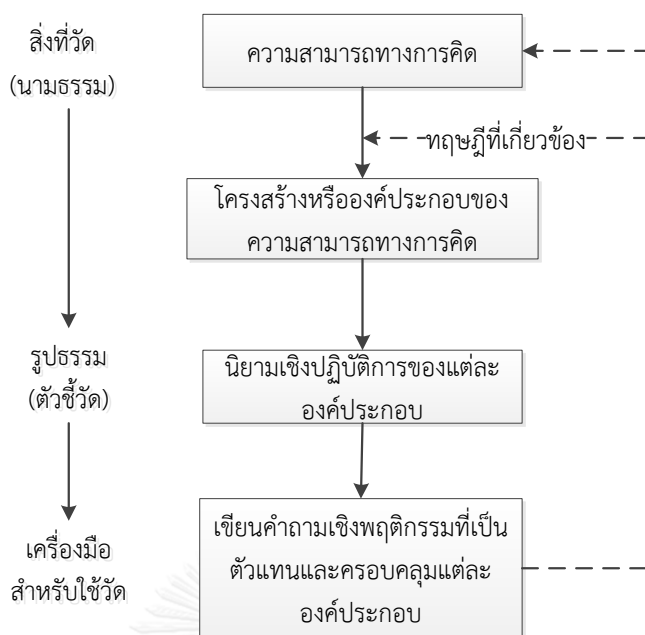 สิ่งที่วัด
(นามธรรม)
ความสามารถทางการคิด
ทฤษฎีที่เกี่ยวข้อง
โครงสร้างหรือองค์ประกอบของ
ความสามารถทางการคิด
รูปธรรม
(ตัวชี้วัด)
นิยามเชิงปฏิบัติการของแต่ละ
องค์ประกอบ
เครื่องมือ
สำหรับใช้วัด
เขียนคำถามเชิงพฤติกรรมที่เป็น
ตัวแทนและครอบคลุมแต่ละ
องค์ประกอบ